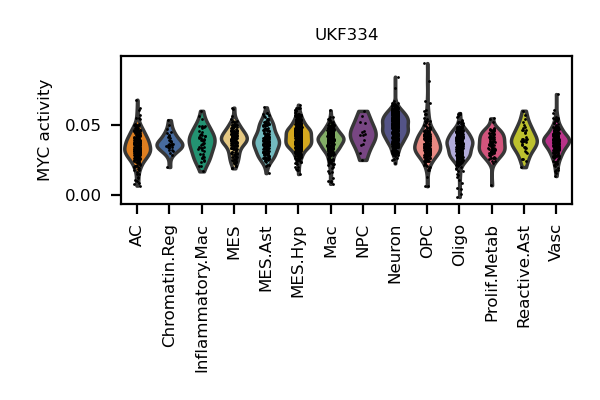 UKF334
MYC activity
0.05
0.00
AC
Chromatin.Reg
Inflammatory.Mac
MES
MES.Ast
MES.Hyp
Mac
NPC
Neuron
OPC
Oligo
Prolif.Metab
Reactive.Ast
Vasc